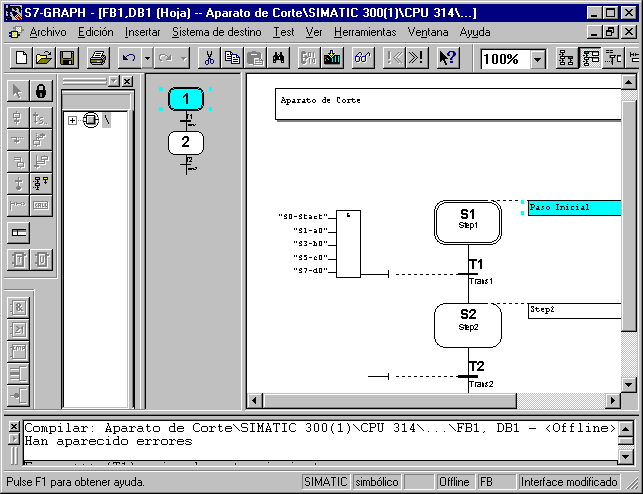 S7-GRAPH - [FB1,DB1 (Hoja) -- Aparato de Corte\SIMATIC 300(1)\CPU 314\...]
Archivo Edición Insertar Sistema de destino Test Ver Herramientas Ventana Ayuda
100%
Aparato de Corte
1
T1
2
T2
\
"S0-Start"
"S1-a0"
"S3-b0"
"S5-c0"
"S7-d0"
&
S1
Step1
Paso Inicial
T1
Trans1
S2
Step2
Step2
T2
Trans2
Compilar: Aparato de Corte\SIMATIC 300(1)\CPU 314\...\FB1, DB1 - <Offline>
Han aparecido errores
Pulse F1 para obtener ayuda.
SIMATIC
simbólico
Offline
FB
Interface modificado